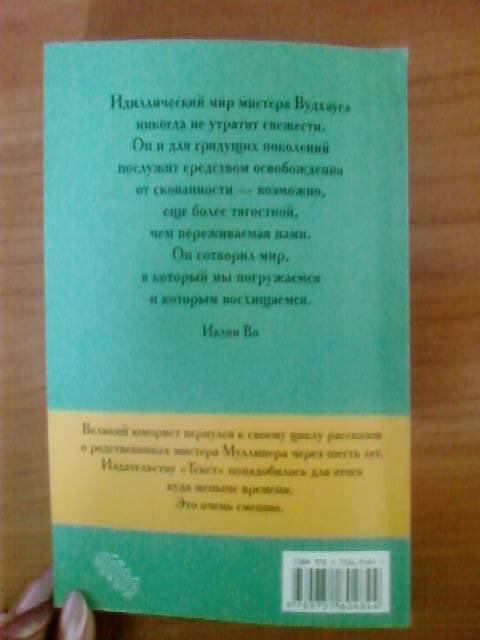 Идиллический мир мистера Вудхауса
никогда не утратит свежести.
Он и для грядущих поколений
послужит средством освобождения
от скованности — возможно,
еще более тягостной,
чем переживаемая нами.
Он сотворил мир,
в который мы погружаемся
и которым восхищаемся.
Ивлин Во
Великий юморист вернулся к своему циклу рассказов
о родственниках мистера Муллинера через шесть лет.
Издательству «Текст» понадобилось для этого
куда меньше времени.
Это очень смешно.
ISBN 978